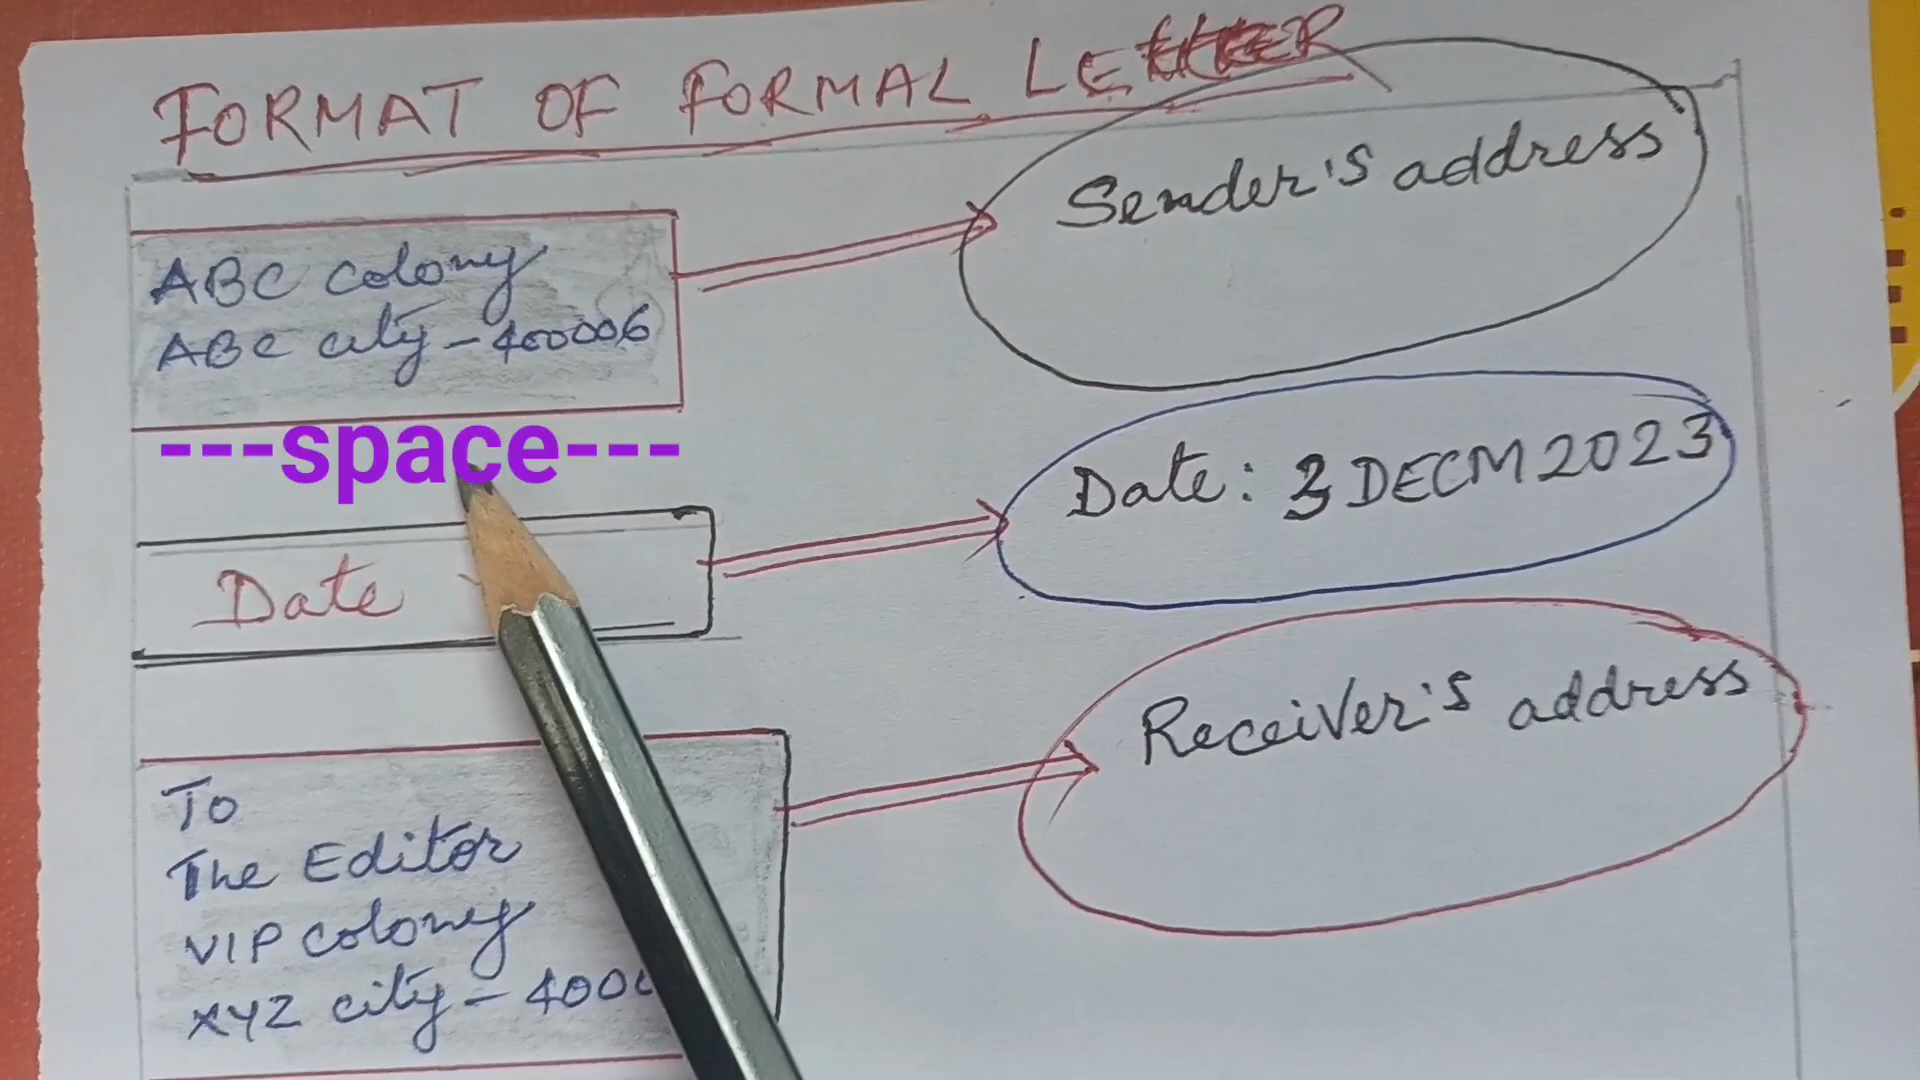 FORMAT OF FORMAL LETTER
ABC colony
ABC city - 400006
Sender's address
---space---
Date
Date: 3 DECM 2023
To
The Editor
VIP colony
XYZ city -
Receiver's address